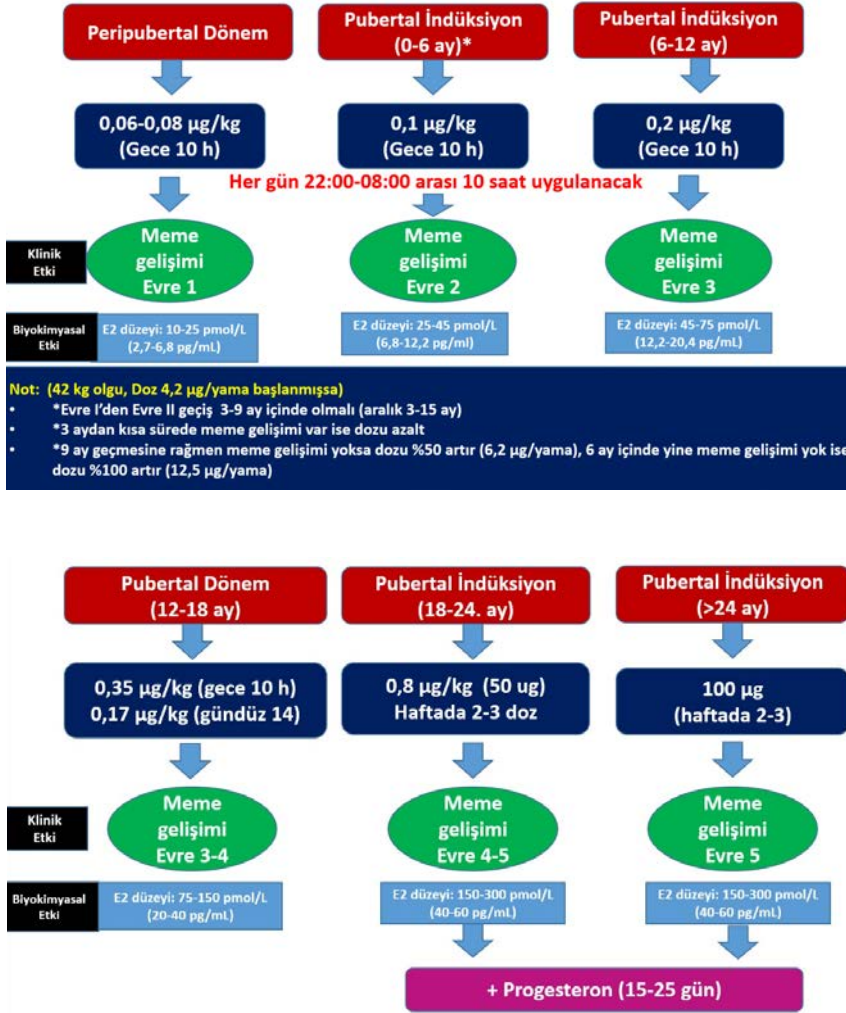 Peripubertal Dönem
Pubertal İndüksiyon
(0-6 ay)*
Pubertal İndüksiyon
(6-12 ay)
0,06-0,08 µg/kg
(Gece 10 h)
0,1 µg/kg
(Gece 10 h)
0,2 µg/kg
(Gece 10 h)
Her gün 22:00-08:00 arası 10 saat uygulanacak
Klinik
Etki
Meme
gelişimi
Evre 1
Meme
gelişimi
Evre 2
Meme
gelişimi
Evre 3
Biyokimyasal
Etki
E2 düzeyi: 10-25 pmol/L
(2,7-6,8 pg/mL)
E2 düzeyi: 25-45 pmol/L
(6,8-12,2 pg/ml)
E2 düzeyi: 45-75 pmol/L
(12,2-20,4 pg/mL)
Not: (42 kg olgu, Doz 4,2 µg/yama başlanmışsa)
• *Evre I'den Evre II geçiş 3-9 ay içinde olmalı (aralık 3-15 ay)
• *3 aydan kısa sürede meme gelişimi var ise dozu azalt
• *9 ay geçmesine rağmen meme gelişimi yoksa dozu %50 artır (6,2 µg/yama), 6 ay içinde yine meme gelişimi yok ise
dozu %100 artır (12,5 µg/yama)
Pubertal Dönem
(12-18 ay)
Pubertal İndüksiyon
(18-24. ay)
Pubertal İndüksiyon
(>24 ay)
0,35 µg/kg (gece 10 h)
0,17 µg/kg (gündüz 14)
0,8 µg/kg (50 ug)
Haftada 2-3 doz
100 µg
(haftada 2-3)
Klinik
Etki
Meme
gelişimi
Evre 3-4
Meme
gelişimi
Evre 4-5
Meme
gelişimi
Evre 5
Biyokimyasal
Etki
E2 düzeyi: 75-150 pmol/L
(20-40 pg/mL)
E2 düzeyi: 150-300 pmol/L
(40-60 pg/mL)
E2 düzeyi: 150-300 pmol/L
(40-60 pg/mL)
+ Progesteron (15-25 gün)